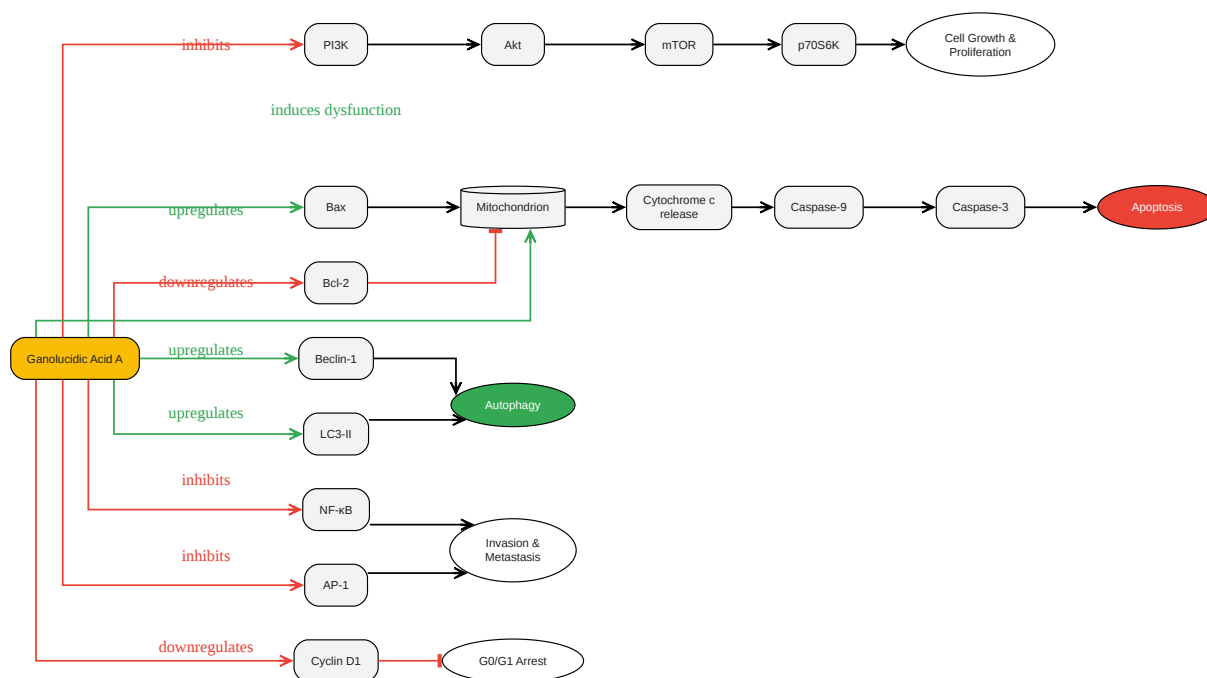 inhibits
PI3K
Akt
mTOR
p70S6K
Cell Growth &
Proliferation
induces dysfunction
upregulates
Bax
Mitochondrion
Cytochrome c
release
Caspase-9
Caspase-3
Apoptosis
downregulates
Bcl-2
Ganolucidic Acid A
upregulates
Beclin-1
Autophagy
upregulates
LC3-II
inhibits
NF-κB
Invasion &
Metastasis
inhibits
AP-1
downregulates
Cyclin D1
G0/G1 Arrest